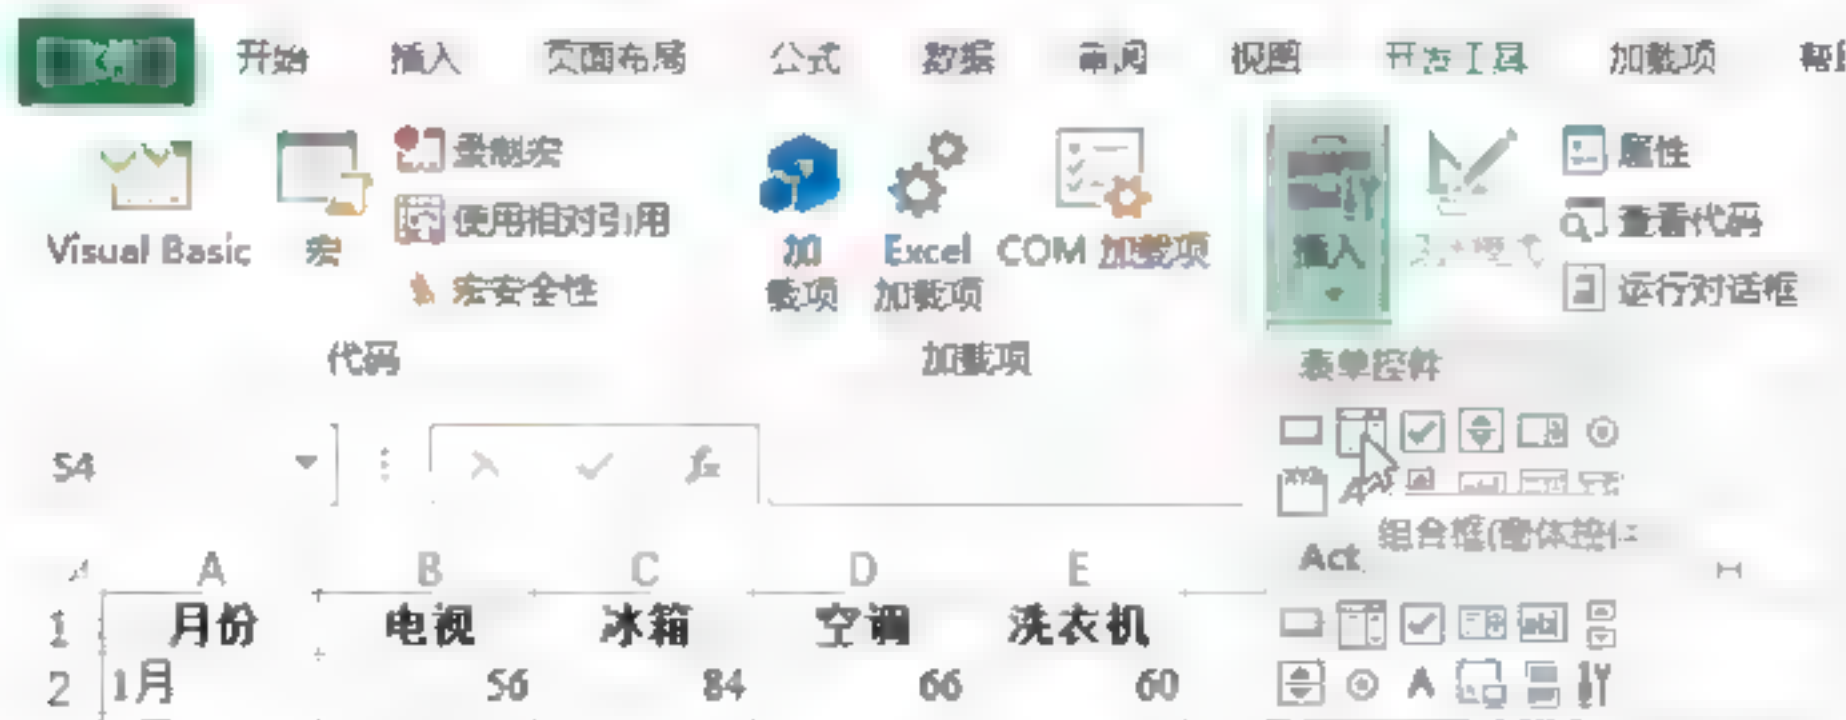 开始 插入 页面布局 公式 数据 审阅 视图 开发工具 加载项
Visual Basic 宏 录制宏 使用相对引用 宏安全性
加载项 Excel 加载项 COM 加载项
插入 属性 查看代码 运行对话框
代码 加载项 表单控件
S4 fx
组合框(窗体控件
Act
A B C D E
1 月份 电视 冰箱 空调 洗衣机
2 1月 56 84 66 60